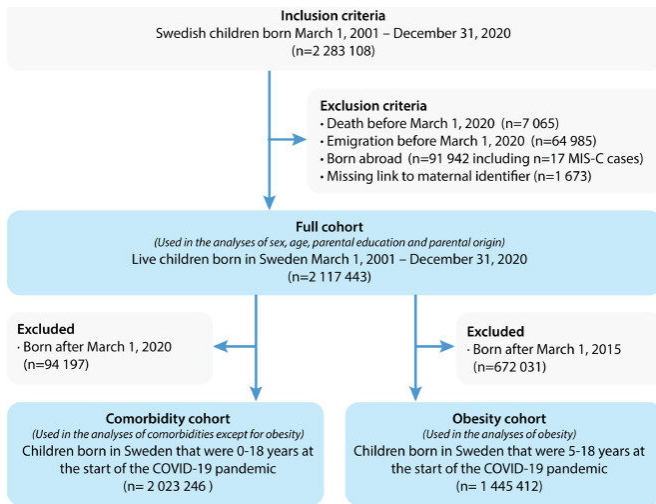 Inclusion criteria
Swedish children born March 1, 2001 – December 31, 2020
(n=2 283 108)
Exclusion criteria
· Death before March 1, 2020 (n=7 065)
· Emigration before March 1, 2020 (n=64 985)
· Born abroad (n=91 942 including n=17 MIS-C cases)
· Missing link to maternal identifier (n=1 673)
Full cohort
(Used in the analyses of sex, age, parental education and parental origin)
Live children born in Sweden March 1, 2001 – December 31, 2020
(n=2 117 443)
Excluded
· Born after March 1, 2020
(n=94 197)
Excluded
· Born after March 1, 2015
(n=672 031)
Comorbidity cohort
(Used in the analyses of comorbidities except for obesity)
Children born in Sweden that were 0-18 years at
the start of the COVID-19 pandemic
(n= 2 023 246 )
Obesity cohort
(Used in the analyses of obesity)
Children born in Sweden that were 5-18 years at
the start of the COVID-19 pandemic
(n= 1 445 412)